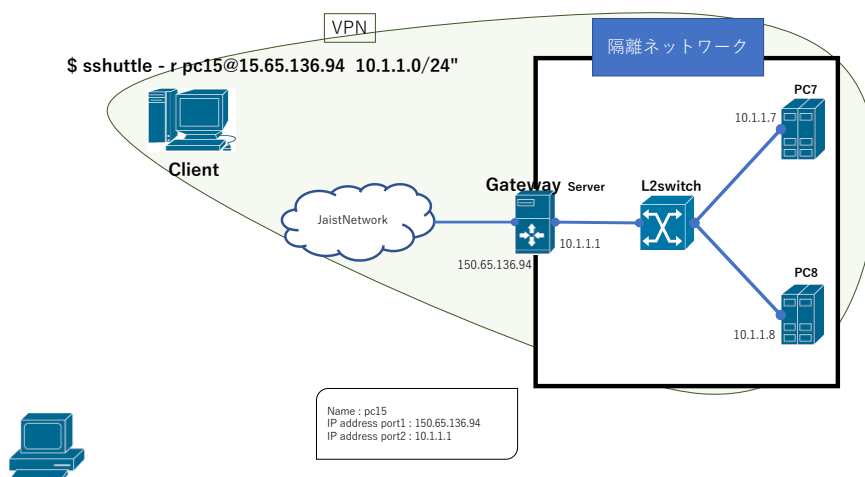 VPN
隔離ネットワーク
$ sshuttle - r pc15@15.65.136.94  10.1.1.0/24"
PC7
10.1.1.7
Client
Gateway Server
L2switch
JaistNetwork
10.1.1.1
150.65.136.94
PC8
10.1.1.8
Name : pc15
IP address port1 : 150.65.136.94
IP address port2 : 10.1.1.1